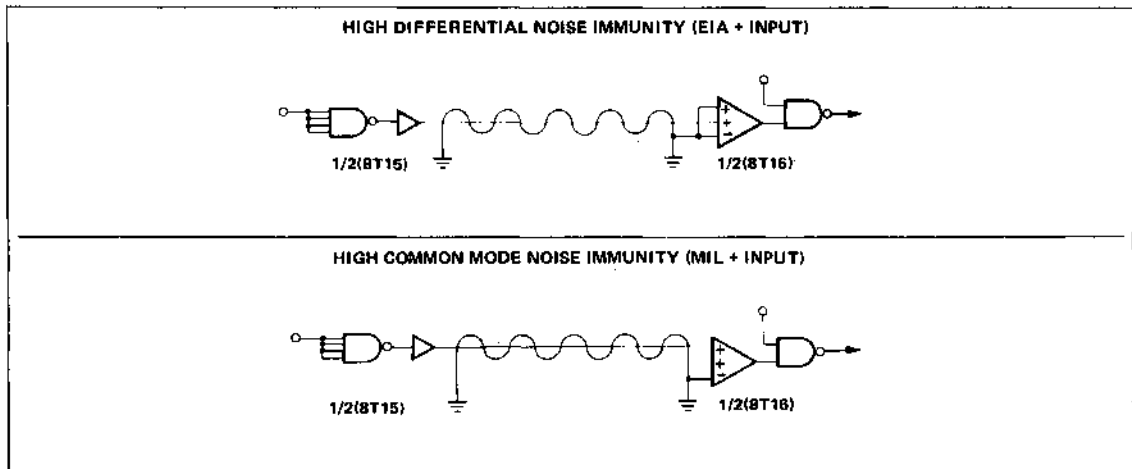 HIGH DIFFERENTIAL NOISE IMMUNITY (EIA + INPUT)
1/2(8T15)
1/2(8T16)
HIGH COMMON MODE NOISE IMMUNITY (MIL + INPUT)
1/2(8T15)
1/2(8T16)